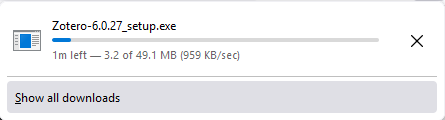 Zotero-6.0.27_setup.exe
1m left — 3.2 of 49.1 MB (959 KB/sec)
Show all downloads